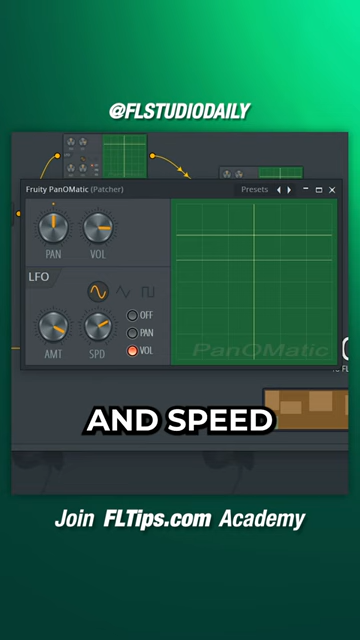 @FLSTUDIODAILY
Fruity PanOMatic (Patcher)
Presets
PAN
VOL
LFO
OFF
PAN
VOL
AMT
SPD
PanOMatic
AND SPEED
Join FLTips.com Academy